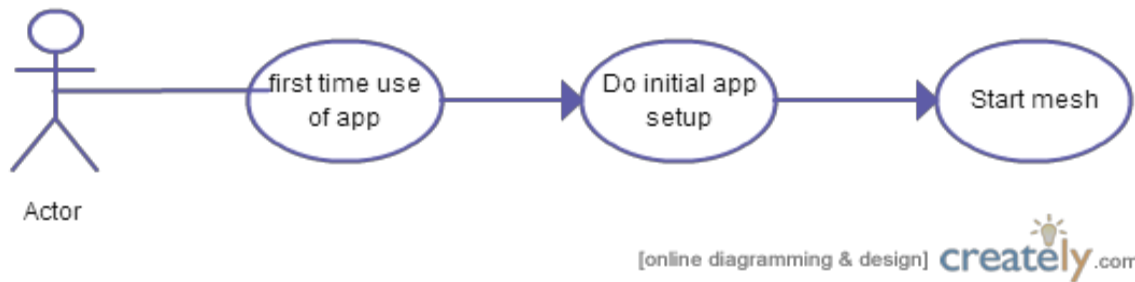 first time use
of app
Do initial app
setup
Start mesh
Actor
[online diagramming & design] creately.com